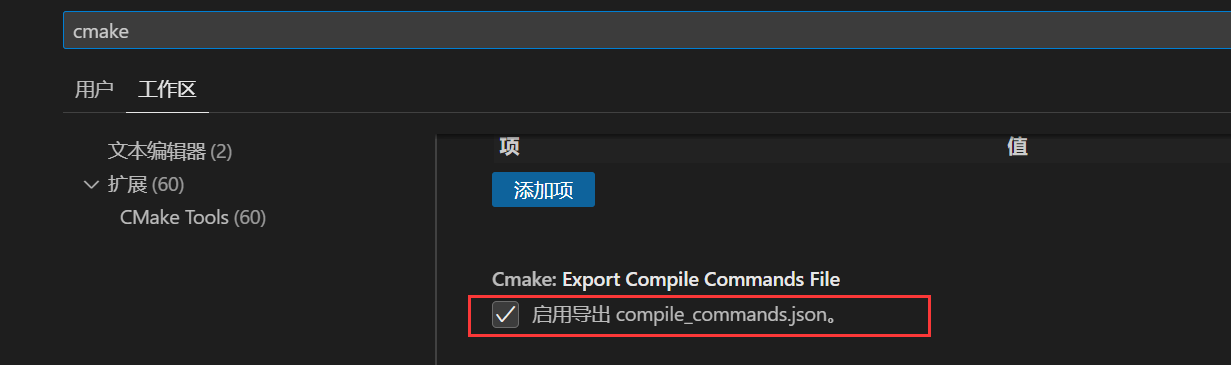 cmake
用户 工作区
文本编辑器 (2)
扩展 (60)
CMake Tools (60)
项 值
添加项
Cmake: Export Compile Commands File
启用导出 compile_commands.json。